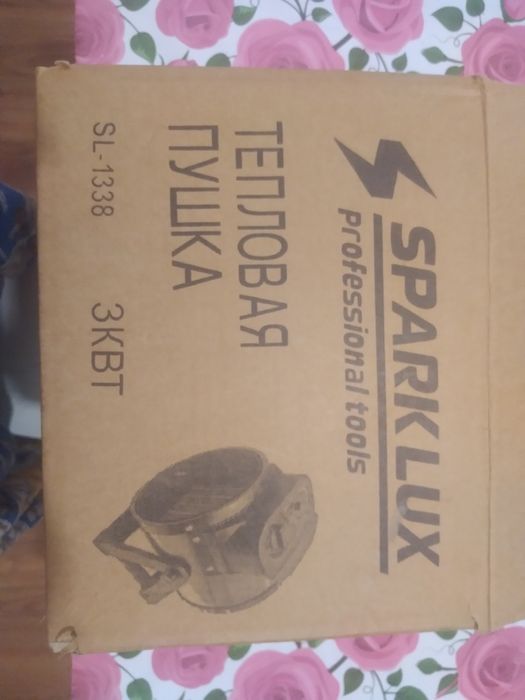 SPARKLUX
professional tools
ТЕПЛОВАЯ
ПУШКА
SL-1338 3КВТ